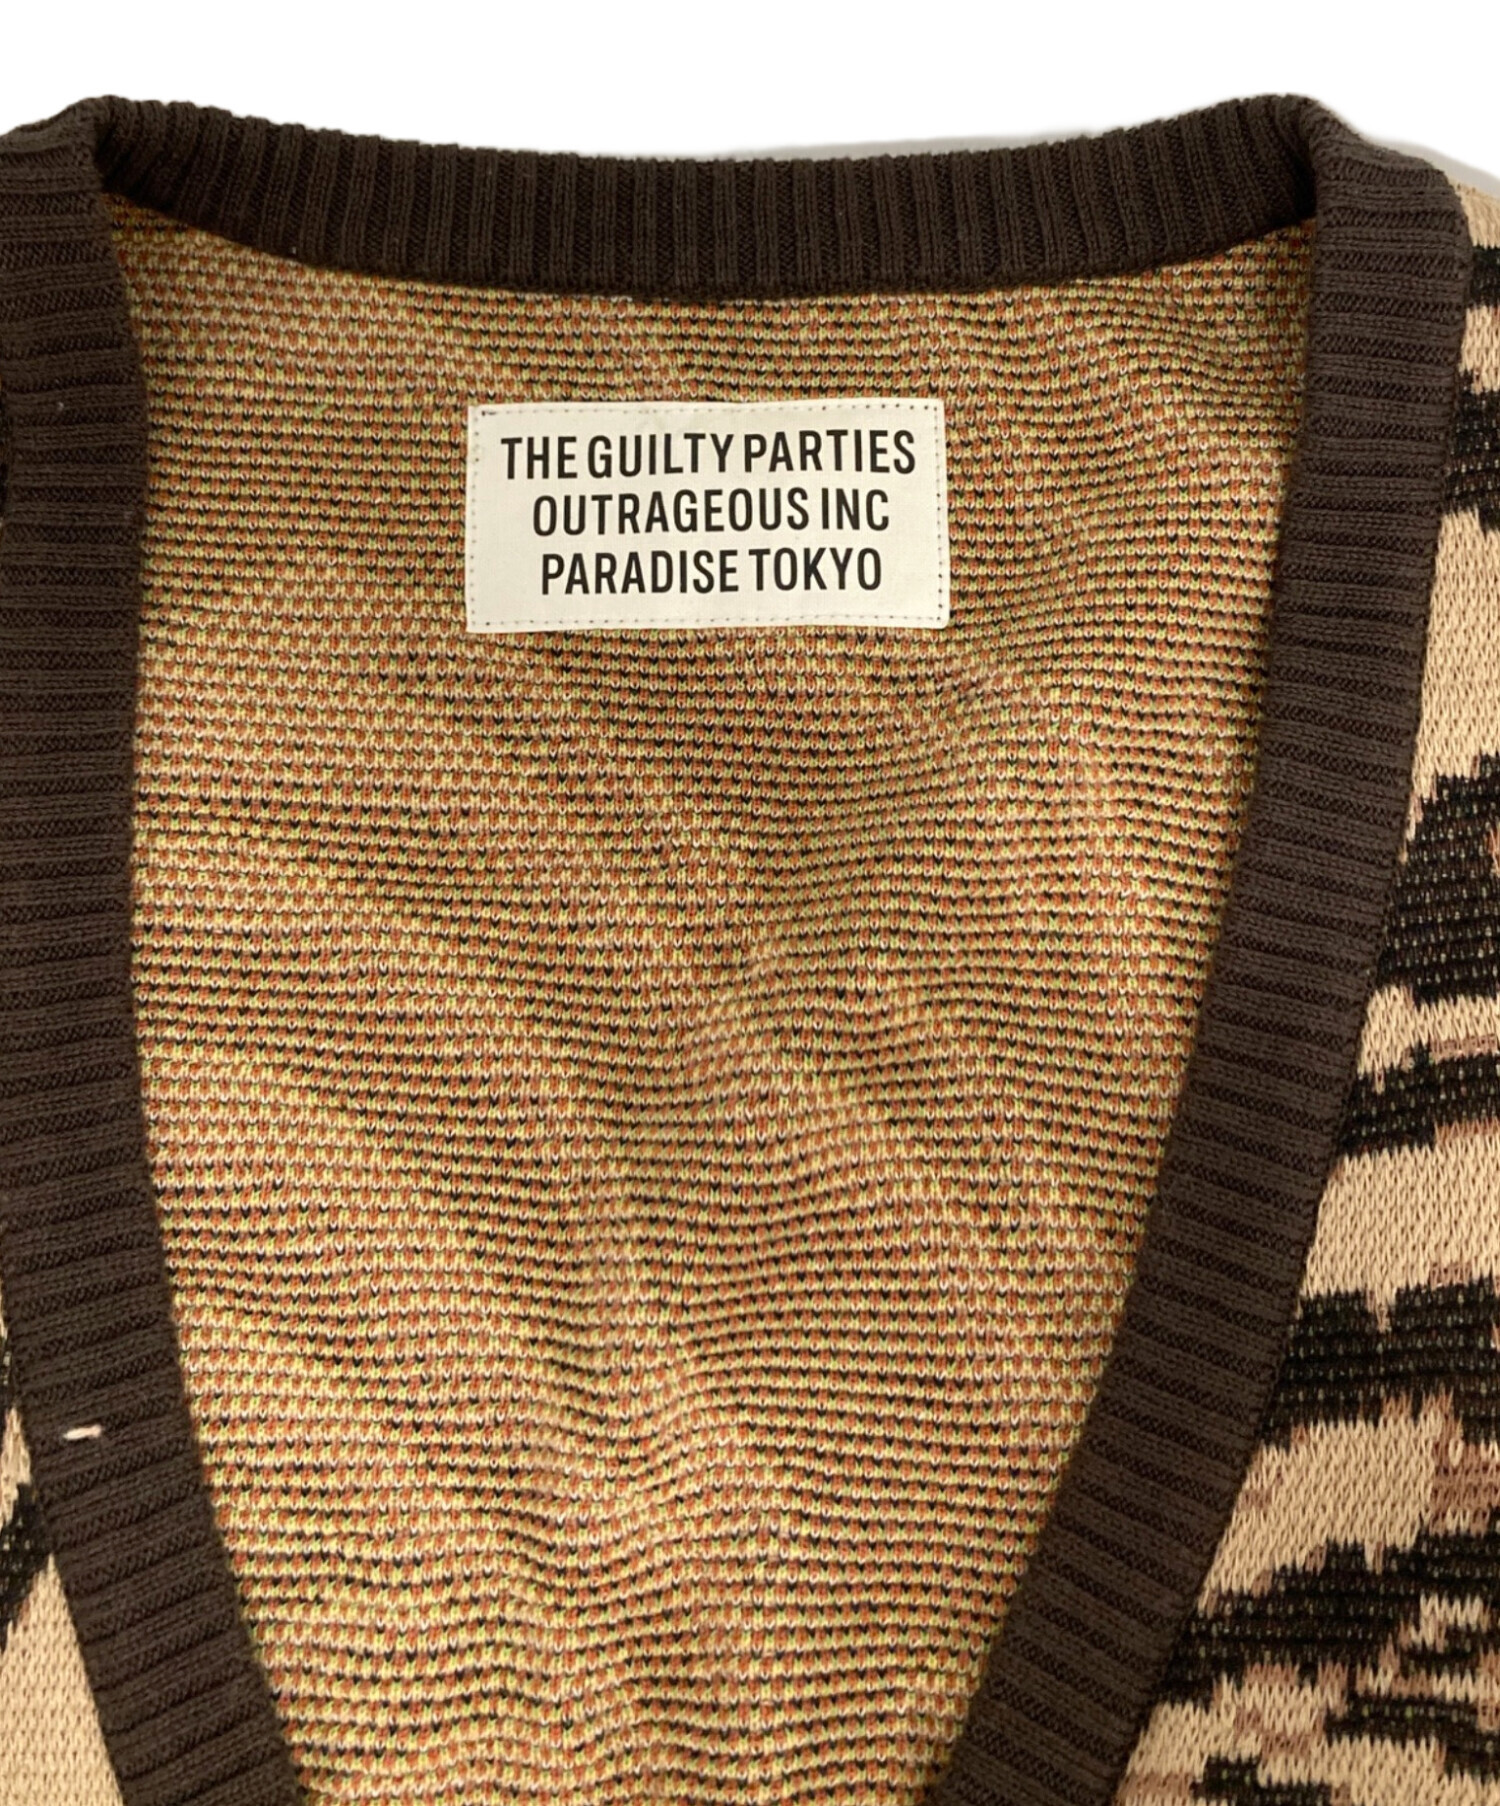 THE GUILTY PARTIES
OUTRAGEOUS INC
PARADISE TOKYO